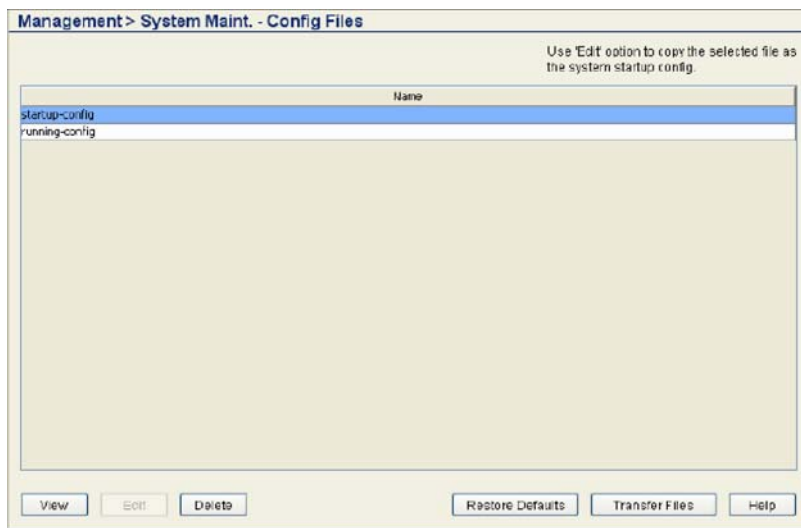 Management > System Maint. - Config Files
Use 'Edit' option to copy the selected file as
the system startup config.
Name
startup-config
running-config
View
Edit
Delete
Restore Defaults
Transfer Files
Help